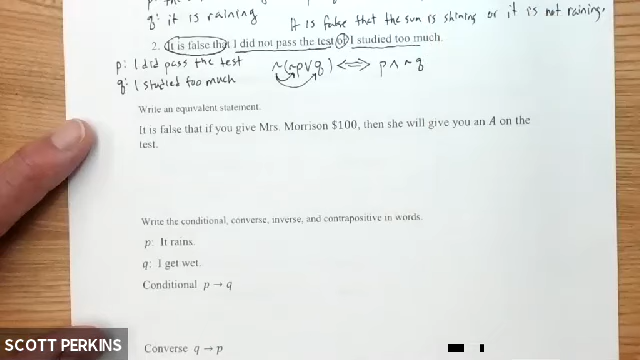 q: it is raining
It is false that the sun is shining or it is not raining.
2. It is false that I did not pass the test or I studied too much.
p: I did pass the test
~(~p∨q) ⟺ p∧~q
q: I studied too much
Write an equivalent statement.
It is false that if you give Mrs. Morrison $100, then she will give you an A on the
test.
Write the conditional, converse, inverse, and contrapositive in words.
p: It rains.
q: I get wet.
Conditional p → q
SCOTT PERKINS
Converse q → p